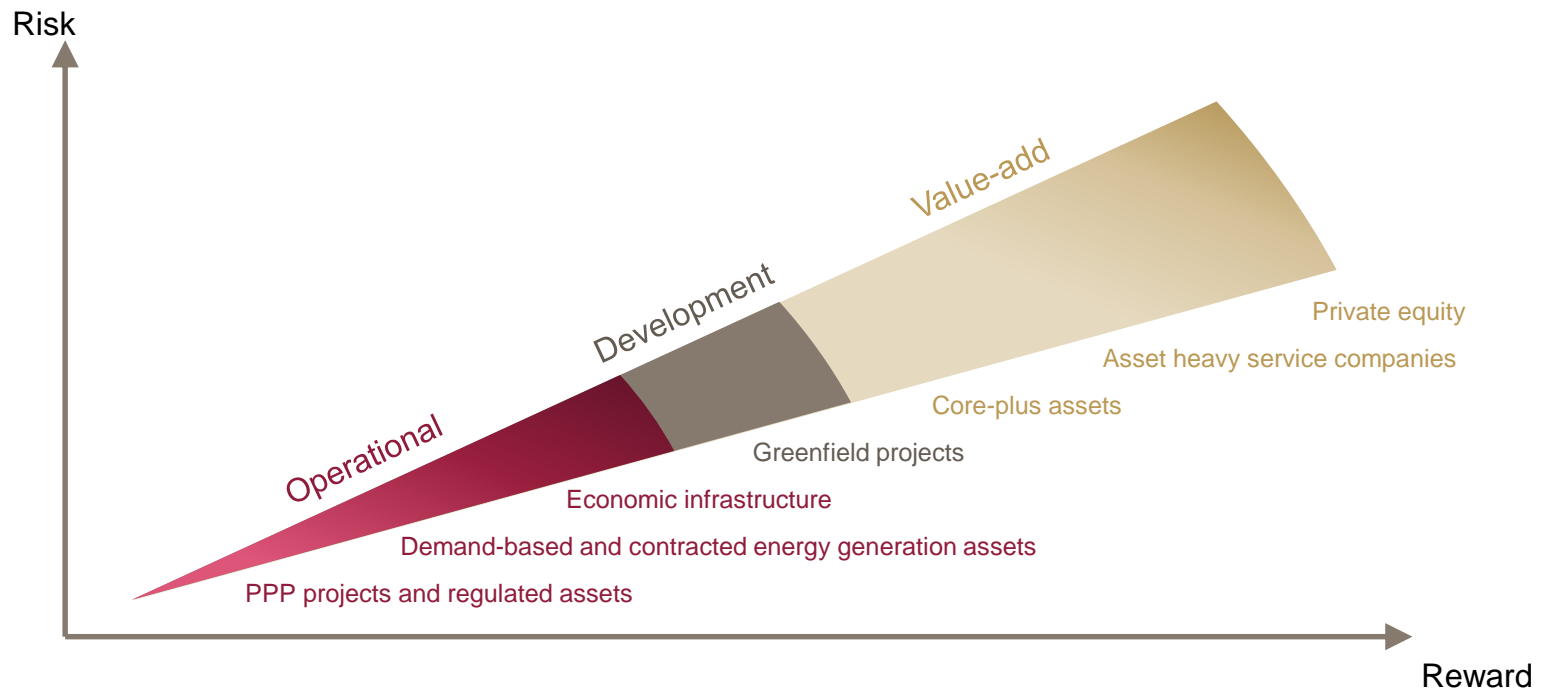 Risk
Value-add
Development
Private equity
Asset heavy service companies
Core-plus assets
Operational
Greenfield projects
Economic infrastructure
Demand-based and contracted energy generation assets
PPP projects and regulated assets
Reward